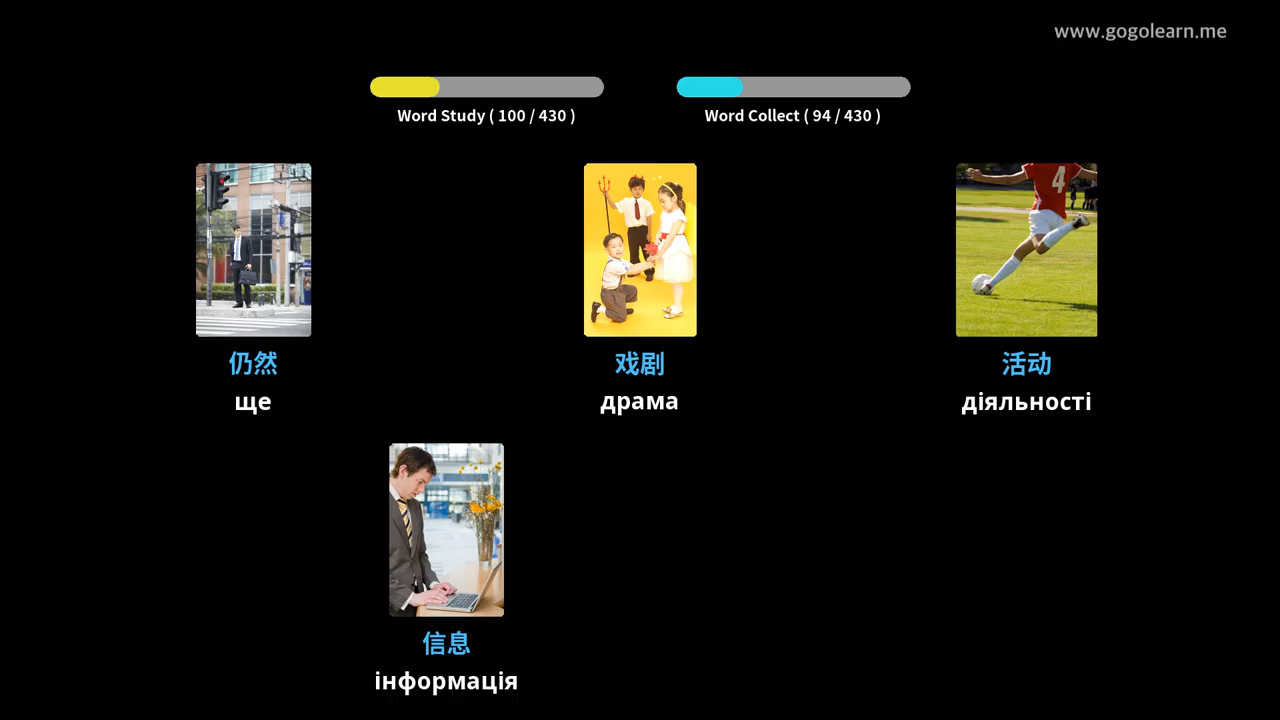 www.gogolearn.me
Word Study ( 100 / 430 )
Word Collect ( 94 / 430 )
仍然
ще
戏剧
драма
活动
діяльності
4
信息
інформація